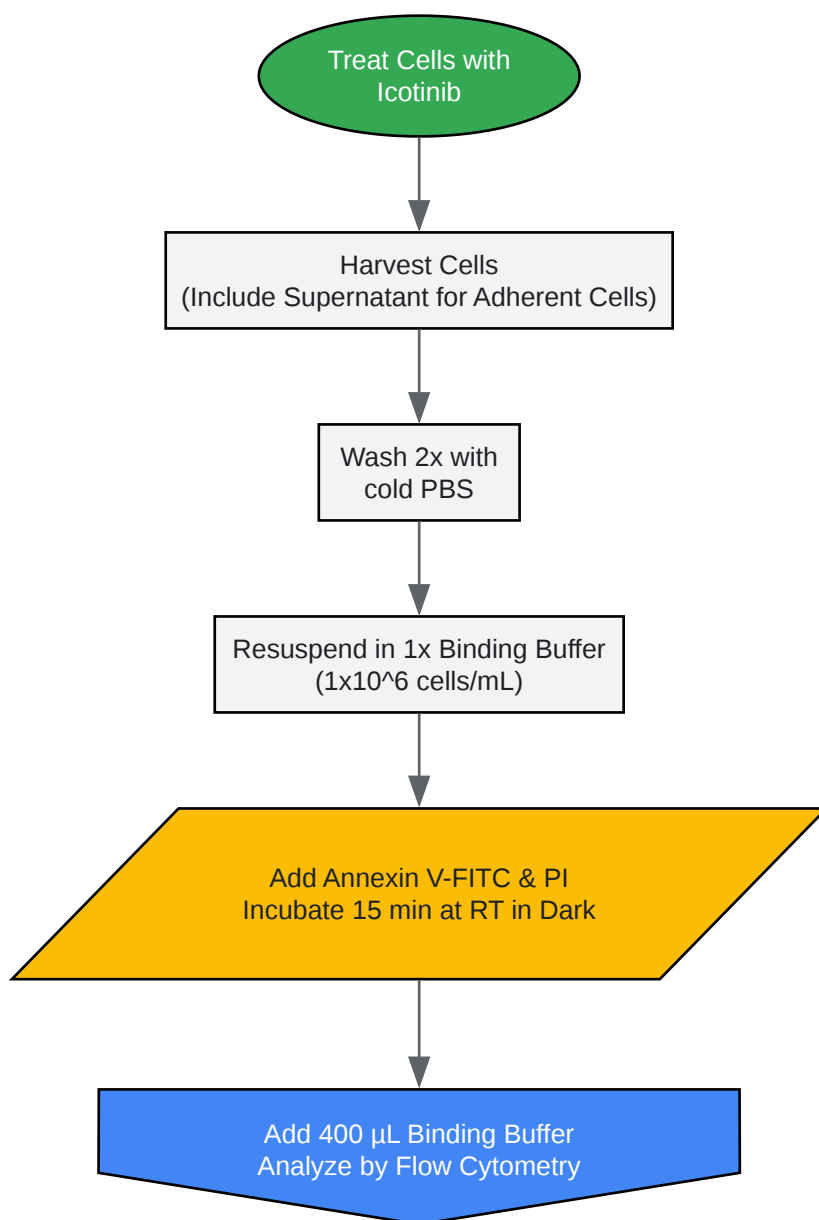 Treat Cells with
Icotinib
Harvest Cells
(Include Supernatant for Adherent Cells)
Wash 2x with
cold PBS
Resuspend in 1x Binding Buffer
(1x10^6 cells/mL)
Add Annexin V-FITC & PI
Incubate 15 min at RT in Dark
Add 400 µL Binding Buffer
Analyze by Flow Cytometry